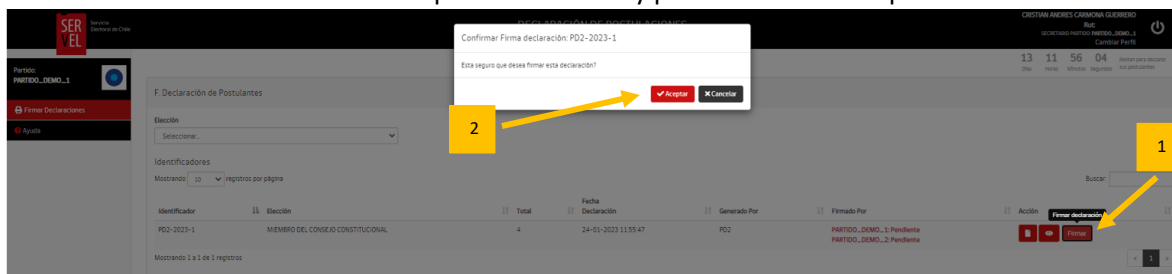 SERVEL
Servicio
Electoral de Chile
DECLARACIÓN DE POSTULACIONES
CRISTIAN ANDRES CARMONA GUERRERO
Rut:
SECRETARIO PARTIDO PARTIDO_DEMO_1
Cambiar Perfil
Confirmar Firma declaración: PD2-2023-1
Esta seguro que desea firmar esta declaración?
Aceptar
Cancelar
13 11 56 04
Días Horas Minutos Segundos
Restan para declarar
tus postulantes
Partido:
PARTIDO_DEMO_1
Firmar Declaraciones
Ayuda
F. Declaración de Postulantes
Elección
Seleccionar...
2
1
Identificadores
Mostrando 10 registros por página
Buscar:
Identificador Elección Total Fecha Declaración Generado Por Firmado Por Acción
Firmar declaración
PD2-2023-1 MIEMBRO DEL CONSEJO CONSTITUCIONAL 4 24-01-2023 11:55:47 PD2 PARTIDO_DEMO_1: Pendiente
PARTIDO_DEMO_2: Pendiente
Firmar
Mostrando 1 a 1 de 1 registros
< 1 >